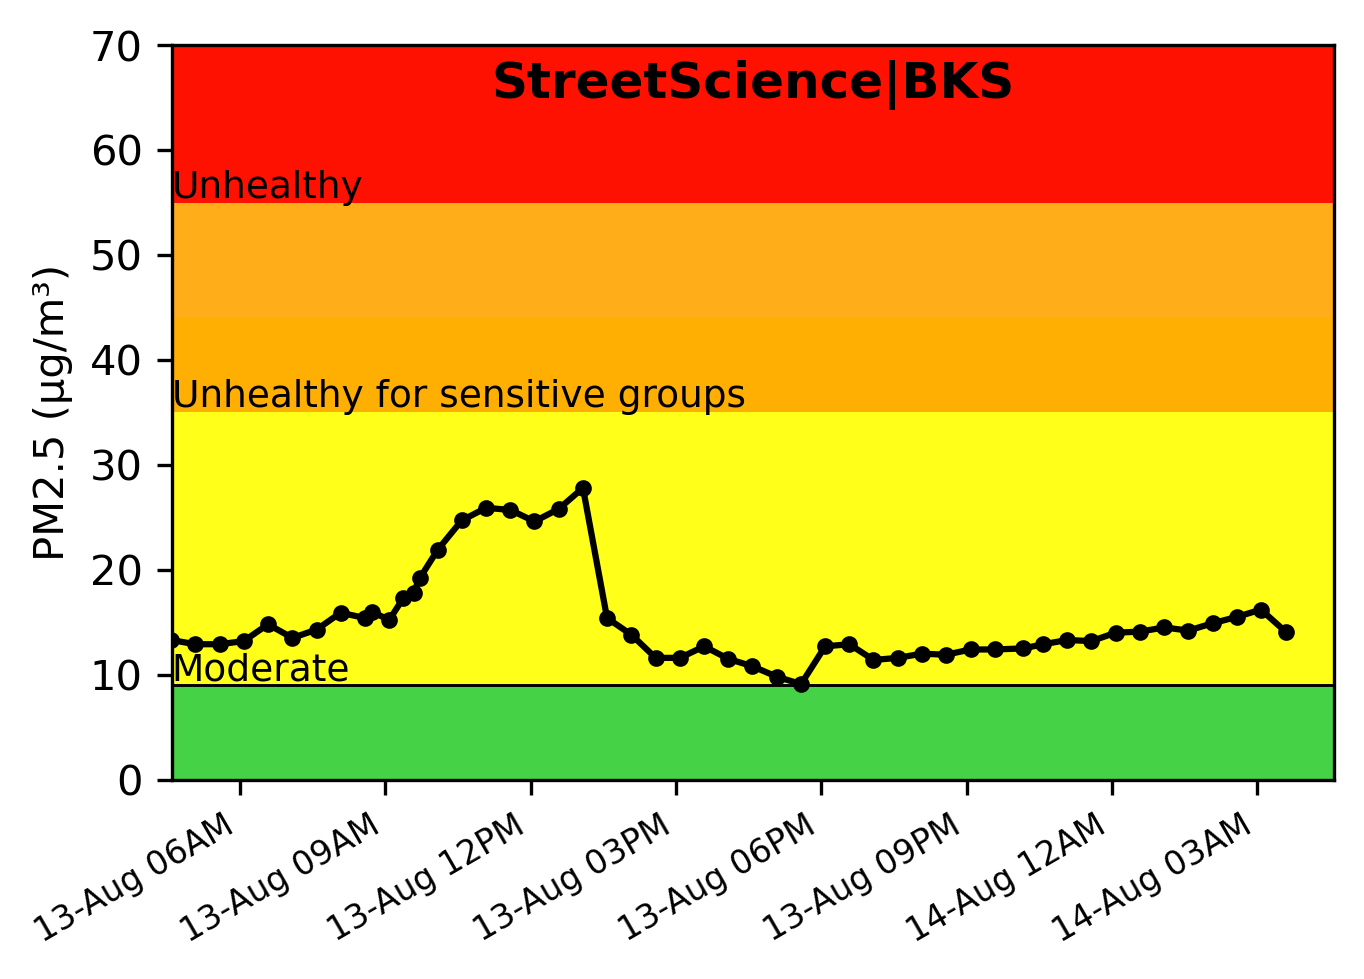 StreetScience|BKS
PM2.5 (µg/m³)
70
60
50
40
30
20
10
0
Unhealthy
Unhealthy for sensitive groups
Moderate
13-Aug 06AM
13-Aug 09AM
13-Aug 12PM
13-Aug 03PM
13-Aug 06PM
13-Aug 09PM
14-Aug 12AM
14-Aug 03AM